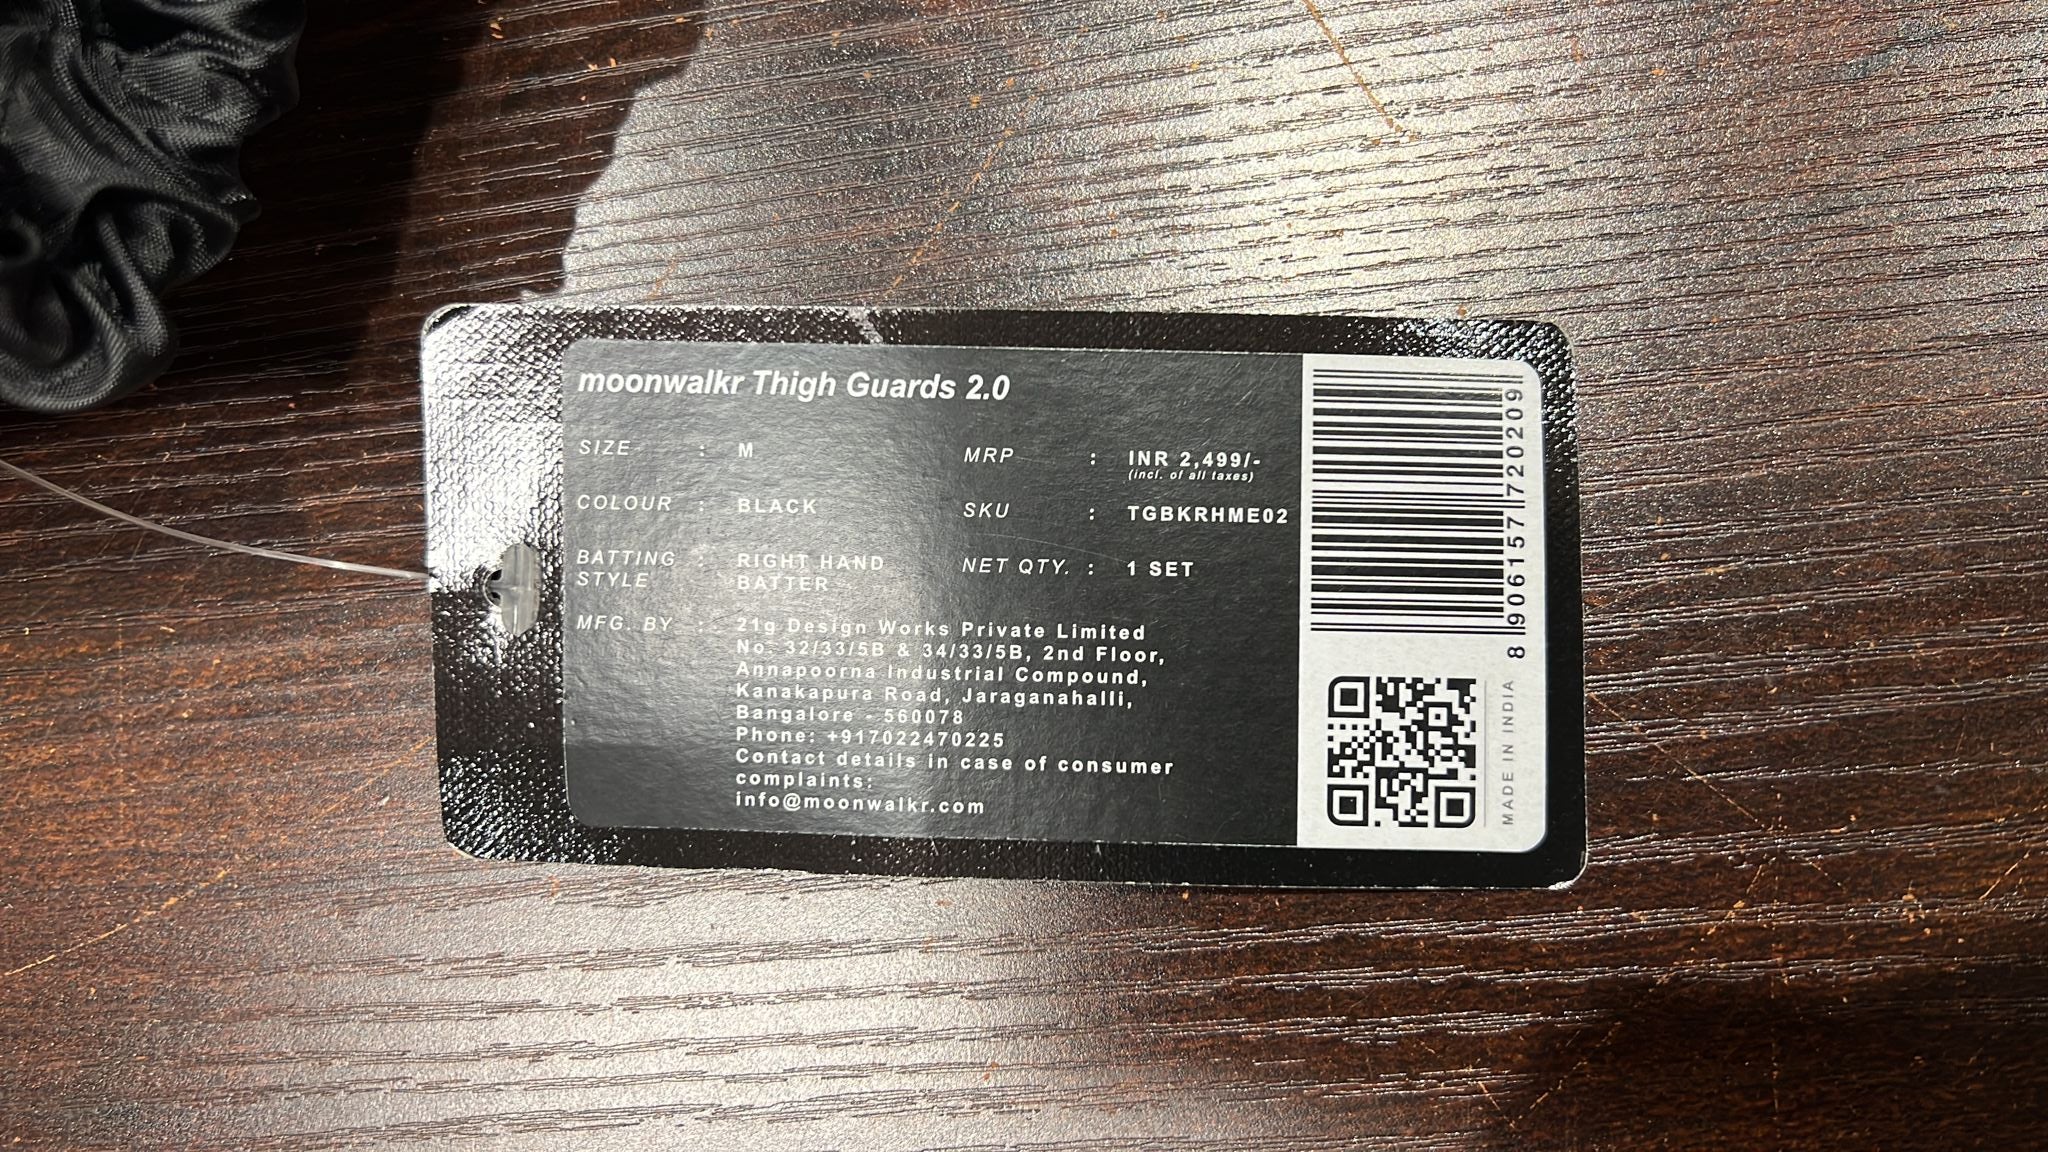 moonwalkr Thigh Guards 2.0
SIZE : M
MRP : INR 2,499/-
(incl. of all taxes)
COLOUR : BLACK
SKU : TGBKRHME02
BATTING STYLE : RIGHT HAND BATTER
NET QTY. : 1 SET
MFG. BY : 21g Design Works Private Limited
No. 32/33/5B & 34/33/5B, 2nd Floor,
Annapoorna Industrial Compound,
Kanakapura Road, Jaraganahalli,
Bangalore - 560078
Phone: +917022470225
Contact details in case of consumer
complaints:
info@moonwalkr.com
8 906157 720209
MADE IN INDIA